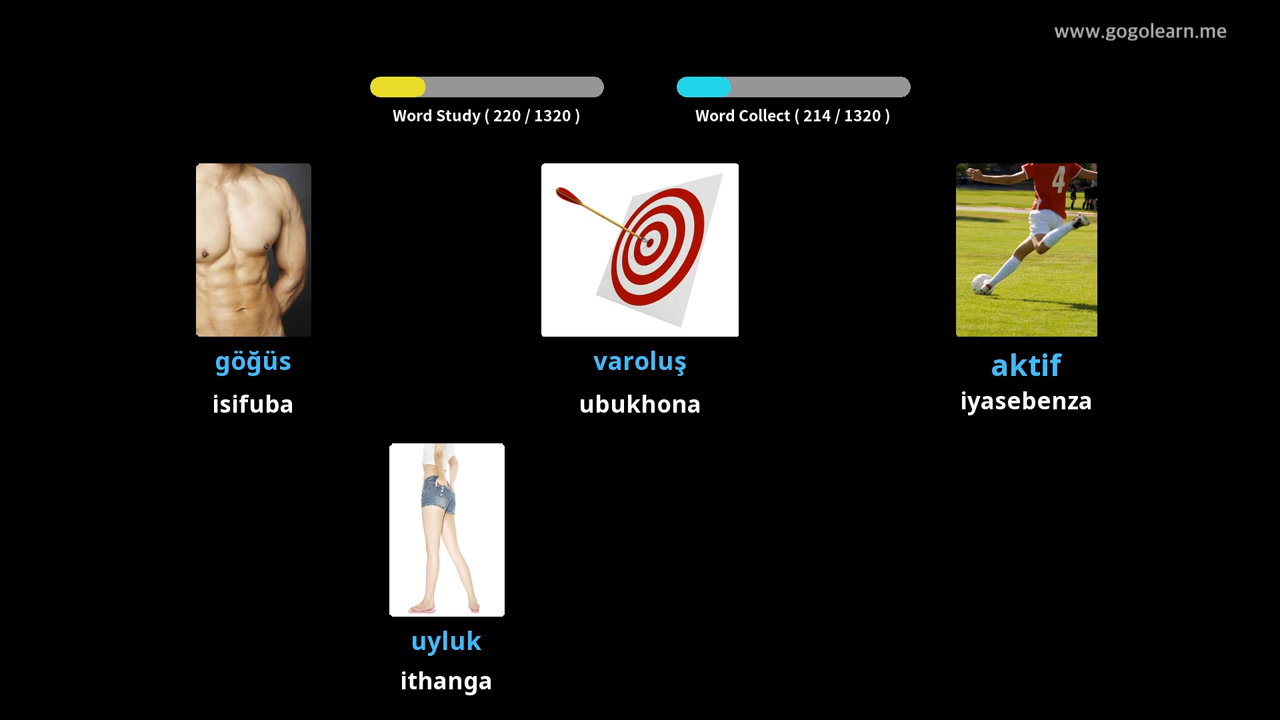 www.gogolearn.me
Word Study ( 220 / 1320 )
Word Collect ( 214 / 1320 )
4
göğüs
varoluş
aktif
isifuba
ubukhona
iyasebenza
uyluk
ithanga